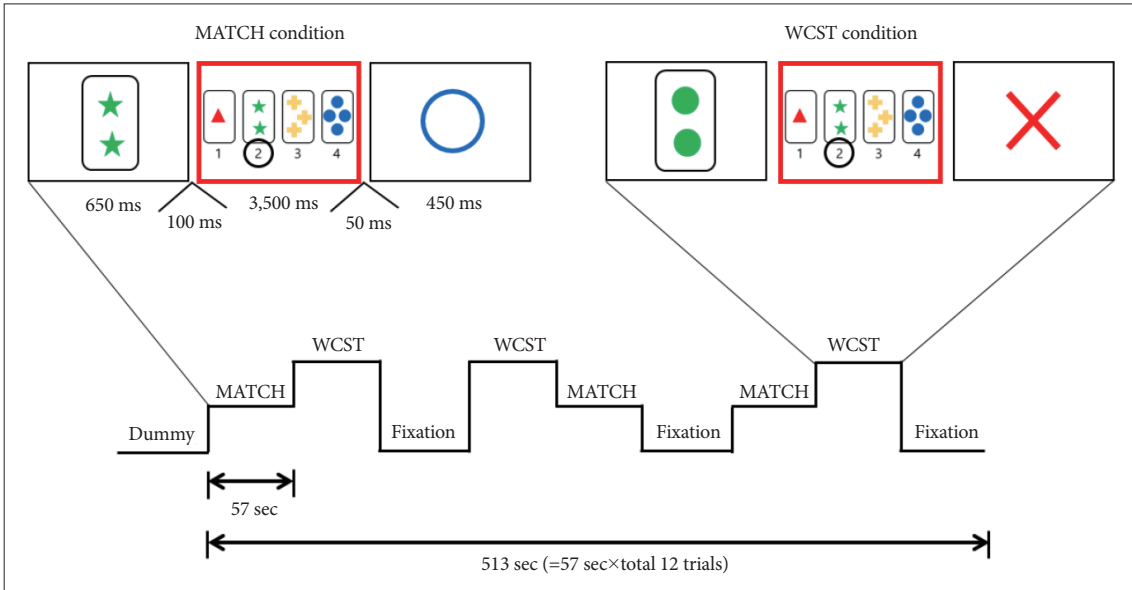 MATCH condition
WCST condition
1 2 3 4
1 2 3 4
650 ms
100 ms
3,500 ms
50 ms
450 ms
WCST
WCST
WCST
MATCH
MATCH
MATCH
Dummy
Fixation
Fixation
Fixation
57 sec
513 sec (=57 sec×total 12 trials)